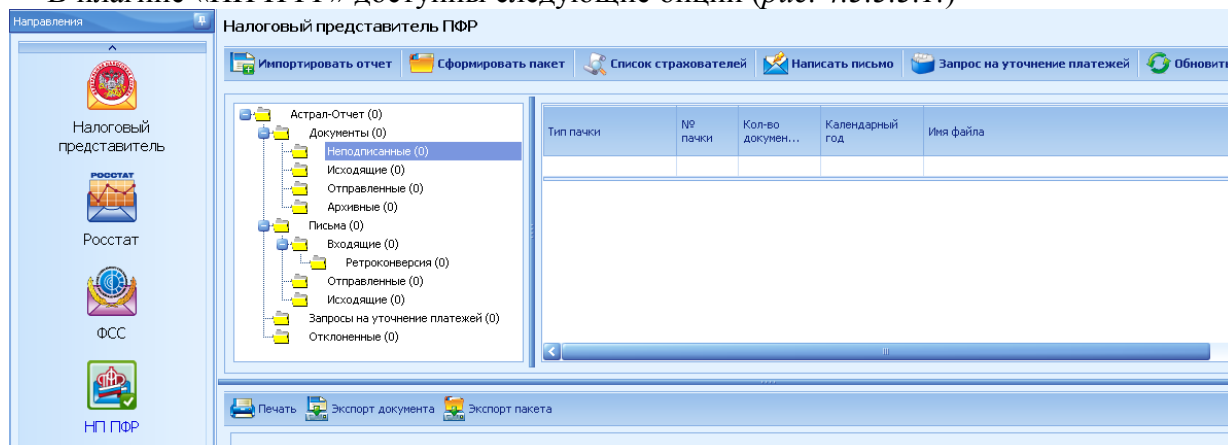 В плагине «НП ПФР» доступны следующие опции (рис. 4.3.3.3.1.)
Направления
Налоговый представитель ПФР
Импортировать отчет Сформировать пакет Список страхователей Написать письмо Запрос на уточнение платежей Обновить
Налоговый
представитель
РОССТАТ
Росстат
ФСС
НП ПФР
Астрал-Отчет (0)
Документы (0)
Неподписанные (0)
Исходящие (0)
Отправленные (0)
Архивные (0)
Письма (0)
Входящие (0)
Ретроконверсия (0)
Отправленные (0)
Исходящие (0)
Запросы на уточнение платежей (0)
Отклоненные (0)
Тип пачки
№
пачки
Кол-во
докумен...
Календарный
год
Имя файла
Печать Экспорт документа Экспорт пакета